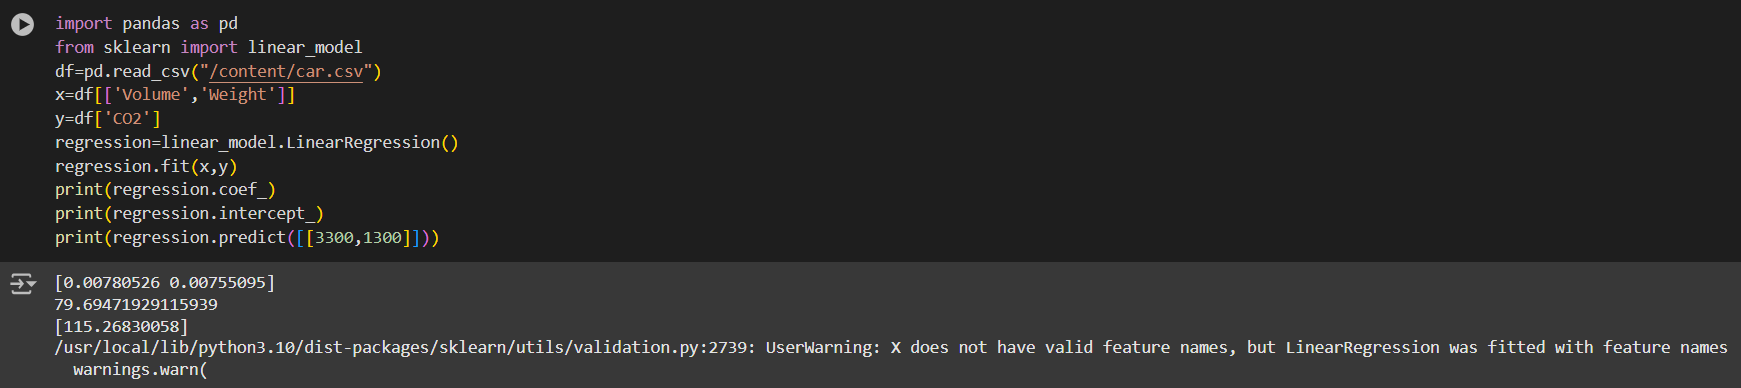 import pandas as pd
from sklearn import linear_model
df=pd.read_csv("/content/car.csv")
x=df[['Volume','Weight']]
y=df['CO2']
regression=linear_model.LinearRegression()
regression.fit(x,y)
print(regression.coef_)
print(regression.intercept_)
print(regression.predict([[3300,1300]]))
[0.00780526 0.00755095]
79.69471929115939
[115.26830058]
/usr/local/lib/python3.10/dist-packages/sklearn/utils/validation.py:2739: UserWarning: X does not have valid feature names, but LinearRegression was fitted with feature names
  warnings.warn(